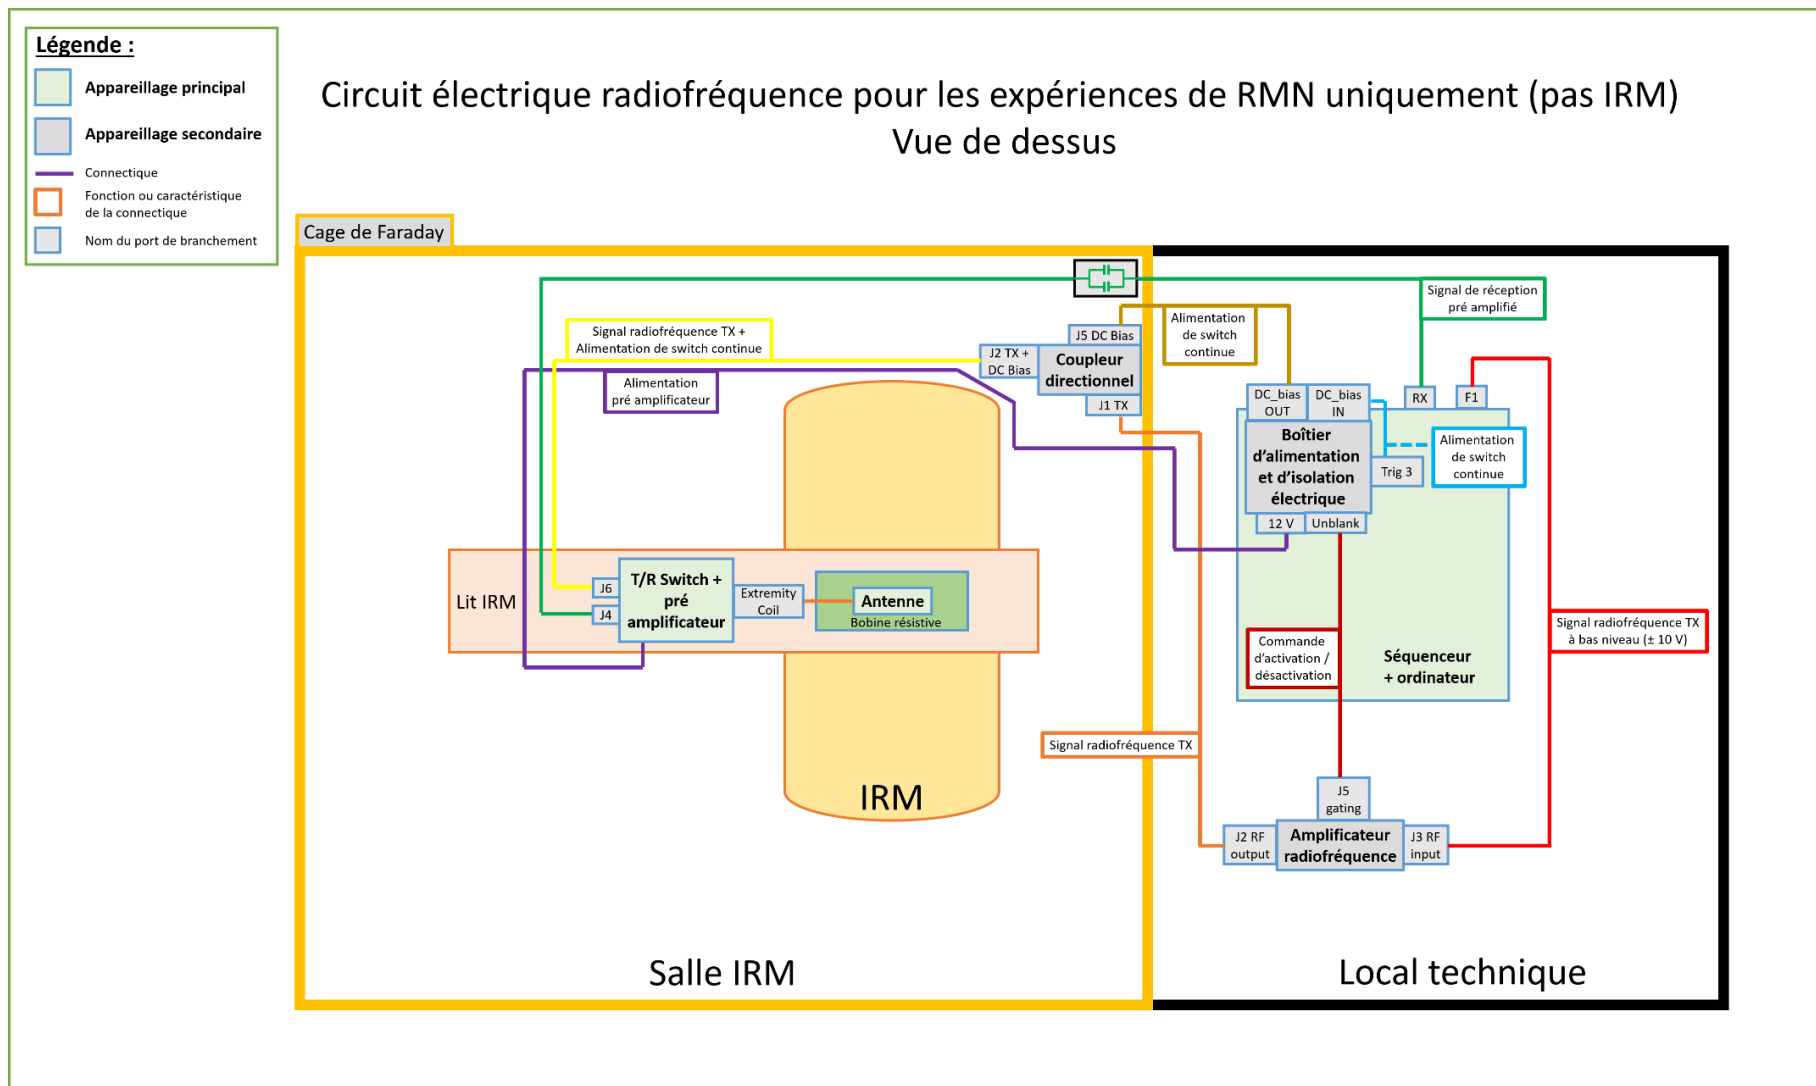 Légende :
Appareillage principal
Appareillage secondaire
Connectique
Fonction ou caractéristique
de la connectique
Nom du port de branchement
Circuit électrique radiofréquence pour les expériences de RMN uniquement (pas IRM)
Vue de dessus
Cage de Faraday
Signal de réception
pré amplifié
Signal radiofréquence TX +
Alimentation de switch continue
Alimentation
pré amplificateur
J5 DC Bias
J2 TX +
DC Bias
Coupleur
directionnel
J1 TX
Alimentation
de switch
continue
DC_bias
OUT
DC_bias
IN
RX
F1
Boîtier
d'alimentation
et d'isolation
électrique
Trig 3
Alimentation
de switch
continue
12 V
Unblank
Lit IRM
J6
J4
T/R Switch +
pré
amplificateur
Extremity
Coil
Antenne
Bobine résistive
IRM
Commande
d'activation /
désactivation
Séquenceur
+ ordinateur
Signal radiofréquence TX
à bas niveau (± 10 V)
Signal radiofréquence TX
J5
gating
J2 RF
output
Amplificateur
radiofréquence
J3 RF
input
Salle IRM
Local technique